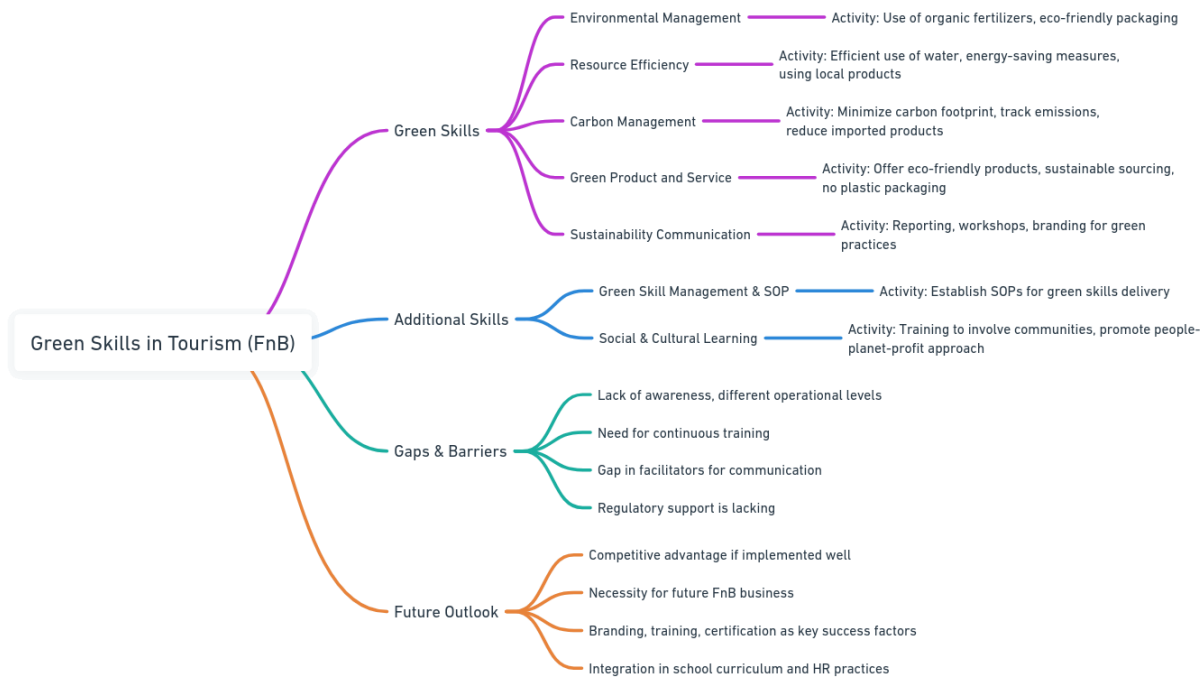 Green Skills in Tourism (FnB)
Green Skills
Environmental Management
Activity: Use of organic fertilizers, eco-friendly packaging
Resource Efficiency
Activity: Efficient use of water, energy-saving measures,
using local products
Carbon Management
Activity: Minimize carbon footprint, track emissions,
reduce imported products
Green Product and Service
Activity: Offer eco-friendly products, sustainable sourcing,
no plastic packaging
Sustainability Communication
Activity: Reporting, workshops, branding for green
practices
Additional Skills
Green Skill Management & SOP
Activity: Establish SOPs for green skills delivery
Social & Cultural Learning
Activity: Training to involve communities, promote people-
planet-profit approach
Gaps & Barriers
Lack of awareness, different operational levels
Need for continuous training
Gap in facilitators for communication
Regulatory support is lacking
Future Outlook
Competitive advantage if implemented well
Necessity for future FnB business
Branding, training, certification as key success factors
Integration in school curriculum and HR practices